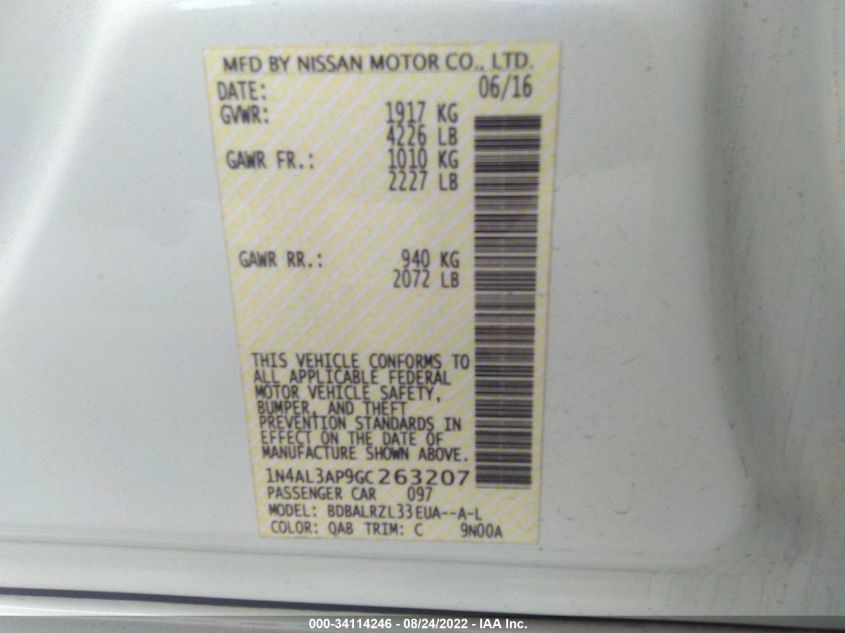 MFD BY NISSAN MOTOR CO., LTD.
DATE: 06/16
GVWR: 1917 KG
4226 LB
GAWR FR.: 1010 KG
2227 LB
GAWR RR.: 940 KG
2072 LB
THIS VEHICLE CONFORMS TO
ALL APPLICABLE FEDERAL
MOTOR VEHICLE SAFETY,
BUMPER, AND THEFT
PREVENTION STANDARDS IN
EFFECT ON THE DATE OF
MANUFACTURE SHOWN ABOVE.
1N4AL3AP9GC263207
PASSENGER CAR 097
MODEL: BDBALRZL33EUA--A-L
COLOR: QAB TRIM: C 9N00A
000-34114246 - 08/24/2022 - IAA Inc.